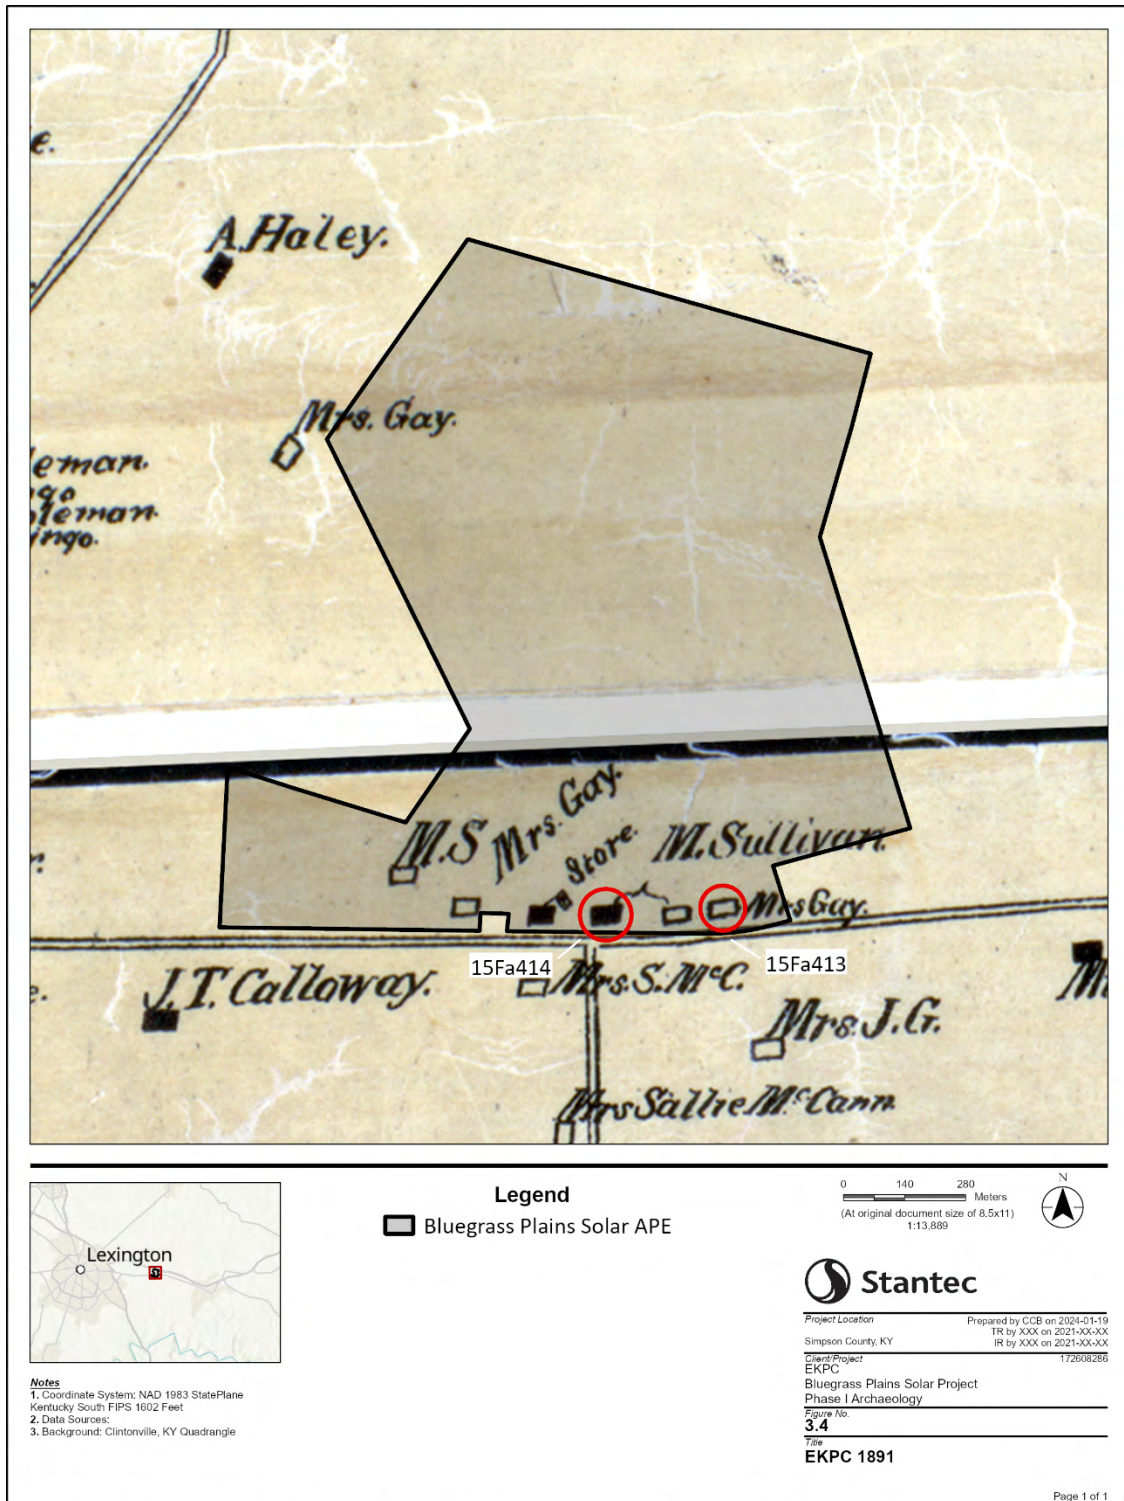 e.
A. Haley.
Mrs. Gay.
eman.
ngo
oleman.
ingo.
Mrs. Gay.
Store.
M.S
M. Sullivan.
Mrs Gay.
15Fa414
15Fa413
J. T. Calloway.
Mrs. S. McC.
Mrs. J. G.
Mrs Sallie McCann
e.
M
Lexington
Legend
Bluegrass Plains Solar APE
0 140 280
Meters
(At original document size of 8.5x11)
1:13,889
N
Stantec
Project Location
Simpson County, KY
Prepared by CCB on 2024-01-19
TR by XXX on 2021-XX-XX
IR by XXX on 2021-XX-XX
Client/Project 172608286
EKPC
Bluegrass Plains Solar Project
Phase I Archaeology
Figure No.
3.4
Title
EKPC 1891
Notes
1. Coordinate System: NAD 1983 StatePlane
Kentucky South FIPS 1602 Feet
2. Data Sources:
3. Background: Clintonville, KY Quadrangle
Page 1 of 1